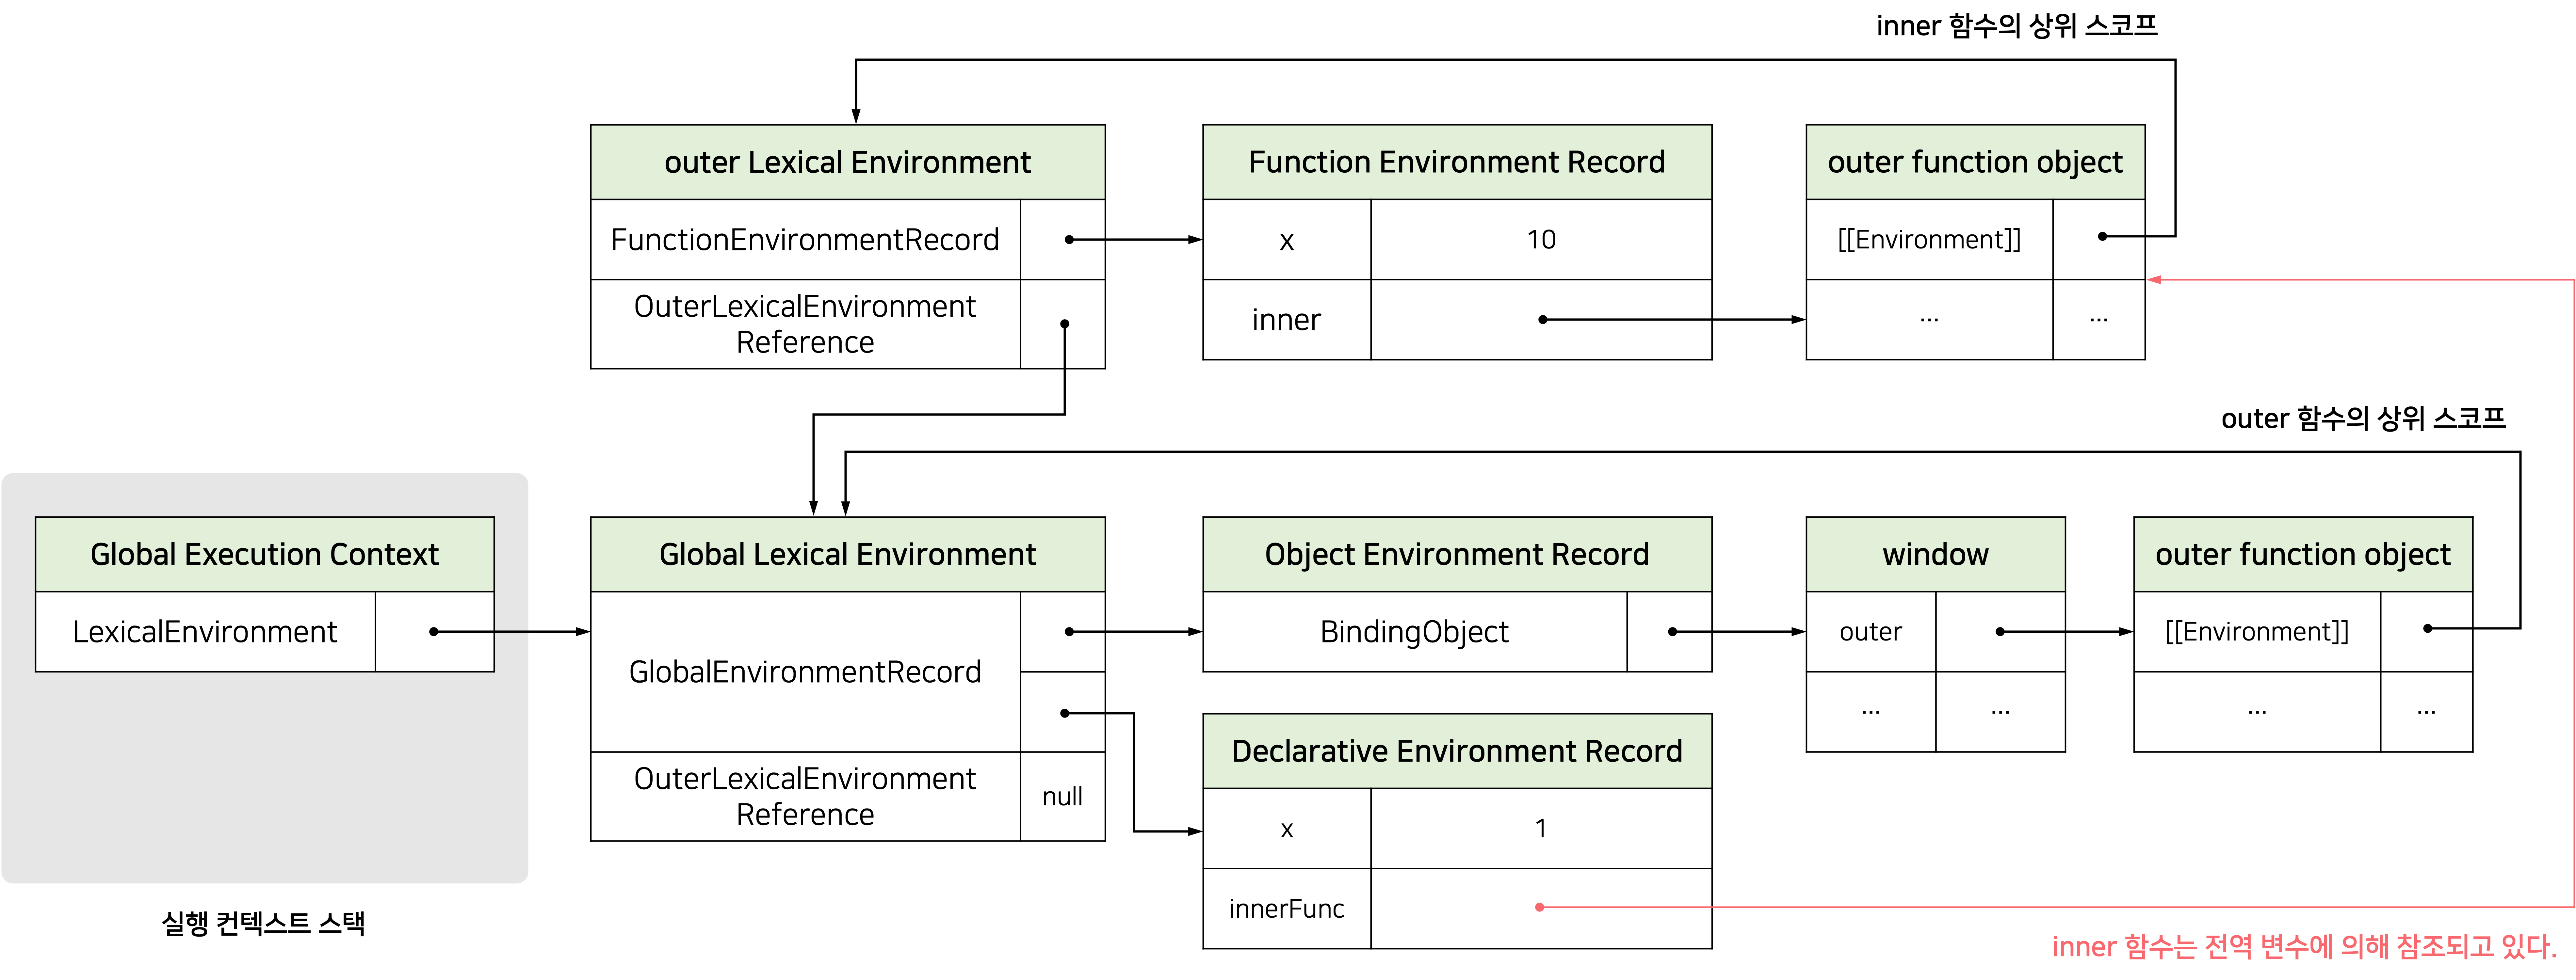 inner 함수의 상위 스코프
outer Lexical Environment
FunctionEnvironmentRecord
OuterLexicalEnvironment
Reference
Function Environment Record
x
10
inner
outer function object
[[Environment]]
...
...
outer 함수의 상위 스코프
Global Execution Context
LexicalEnvironment
실행 컨텍스트 스택
Global Lexical Environment
GlobalEnvironmentRecord
OuterLexicalEnvironment
Reference
null
Object Environment Record
BindingObject
window
outer
...
...
outer function object
[[Environment]]
...
...
Declarative Environment Record
x
1
innerFunc
inner 함수는 전역 변수에 의해 참조되고 있다.